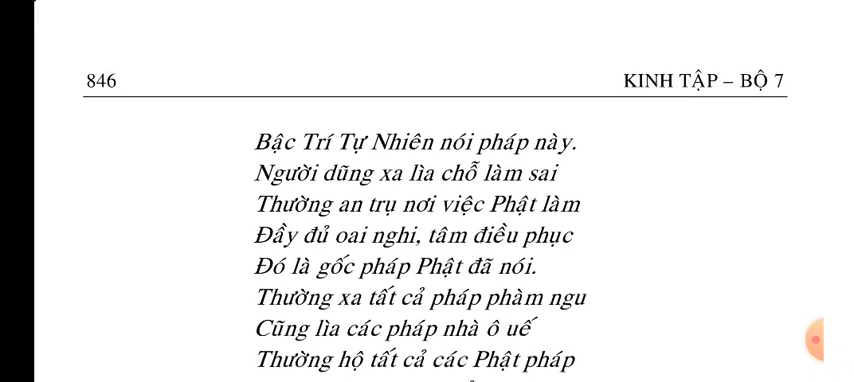 846 KINH TẬP – BỘ 7
Bậc Trí Tự Nhiên nói pháp này.
Người dũng xa lìa chỗ làm sai
Thường an trụ nơi việc Phật làm
Đầy đủ oai nghi, tâm điều phục
Đó là gốc pháp Phật đã nói.
Thường xa tất cả pháp phàm ngu
Cũng lìa các pháp nhà ô uế
Thường hộ tất cả các Phật pháp